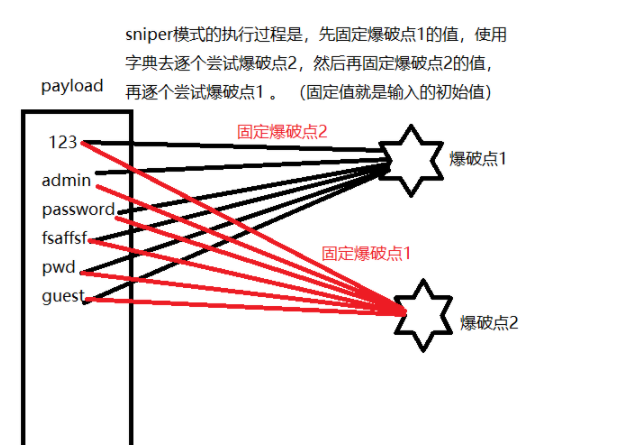 sniper模式的执行过程是，先固定爆破点1的值，使用
字典去逐个尝试爆破点2，然后再固定爆破点2的值，
再逐个尝试爆破点1 。 （固定值就是输入的初始值）
payload
固定爆破点2
123
爆破点1
admin
password
fsaffsf
固定爆破点1
pwd
guest
爆破点2